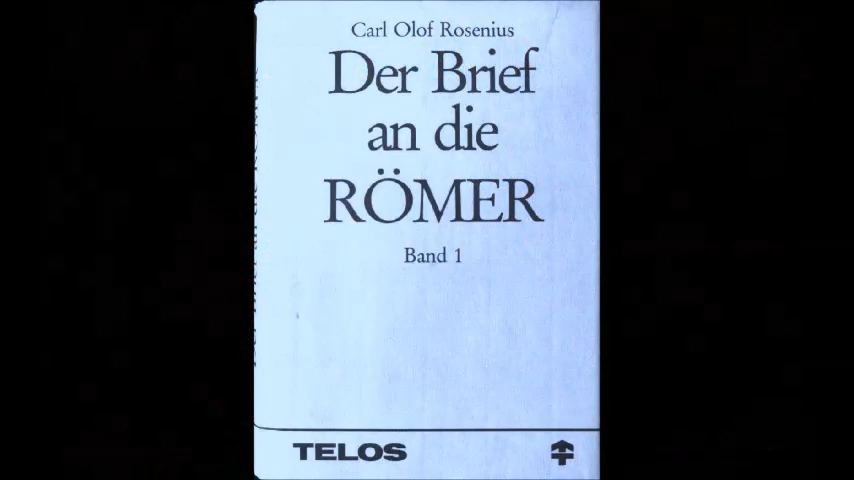 Carl Olof Rosenius
Der Brief
an die
RÖMER
Band 1
TELOS